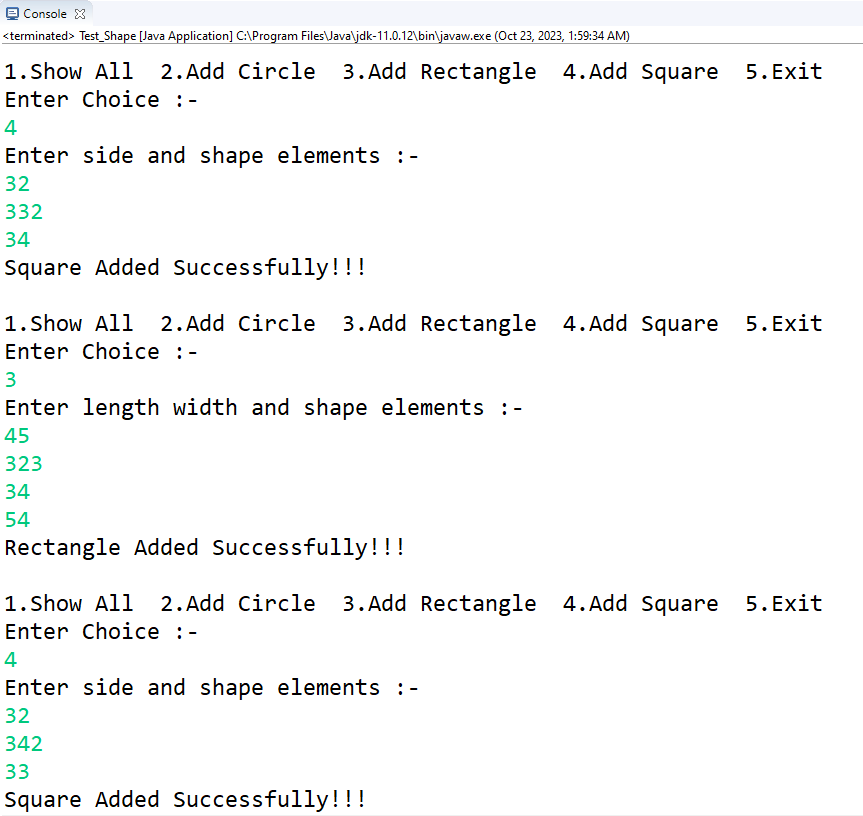 Console
<terminated> Test_Shape [Java Application] C:\Program Files\Java\jdk-11.0.12\bin\javaw.exe (Oct 23, 2023, 1:59:34 AM)
1.Show All  2.Add Circle  3.Add Rectangle  4.Add Square  5.Exit
Enter Choice :-
4
Enter side and shape elements :-
32
332
34
Square Added Successfully!!!

1.Show All  2.Add Circle  3.Add Rectangle  4.Add Square  5.Exit
Enter Choice :-
3
Enter length width and shape elements :-
45
323
34
54
Rectangle Added Successfully!!!

1.Show All  2.Add Circle  3.Add Rectangle  4.Add Square  5.Exit
Enter Choice :-
4
Enter side and shape elements :-
32
342
33
Square Added Successfully!!!